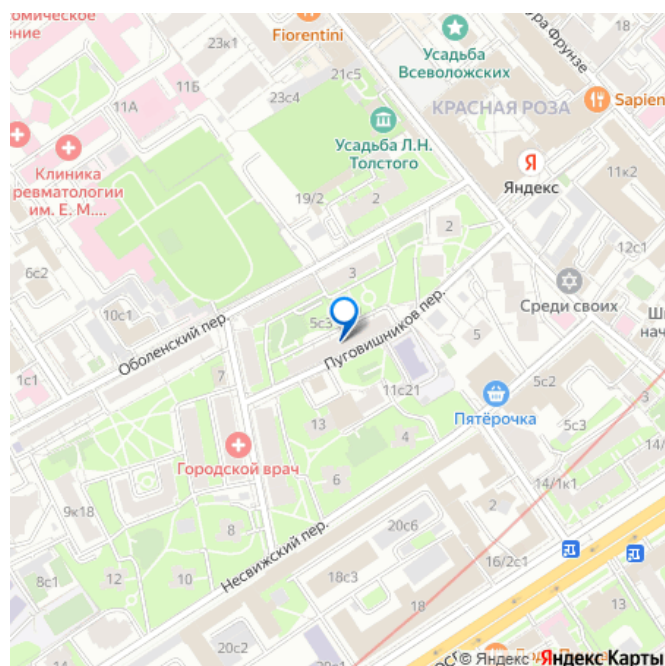 омическое
ение
23к1
Fiorentini
Усадьба
Всеволожских
18
ра Фрунзе
21с5
КРАСНАЯ РОЗА
Sapien
11Б
23с4
11А
Усадьба Л.Н.
Толстого
Клиника
ревматологии
им. Е. М....
Яндекс
11к2
19/2
2
2
12с1
6с2
3
Среди своих
10с1
5с3
Оболенский пер.
Пуговишников пер.
Ш
нач
5
1с1
7
11с21
5с2
Пятёрочка
13
5с3
4
Городской врач
6
14/1к1
9к18
2
20с6
8
Несвижский пер.
16/2с1
8с1
12
10
18с3
13
18
20с2
© Яндекс Яндекс Карты